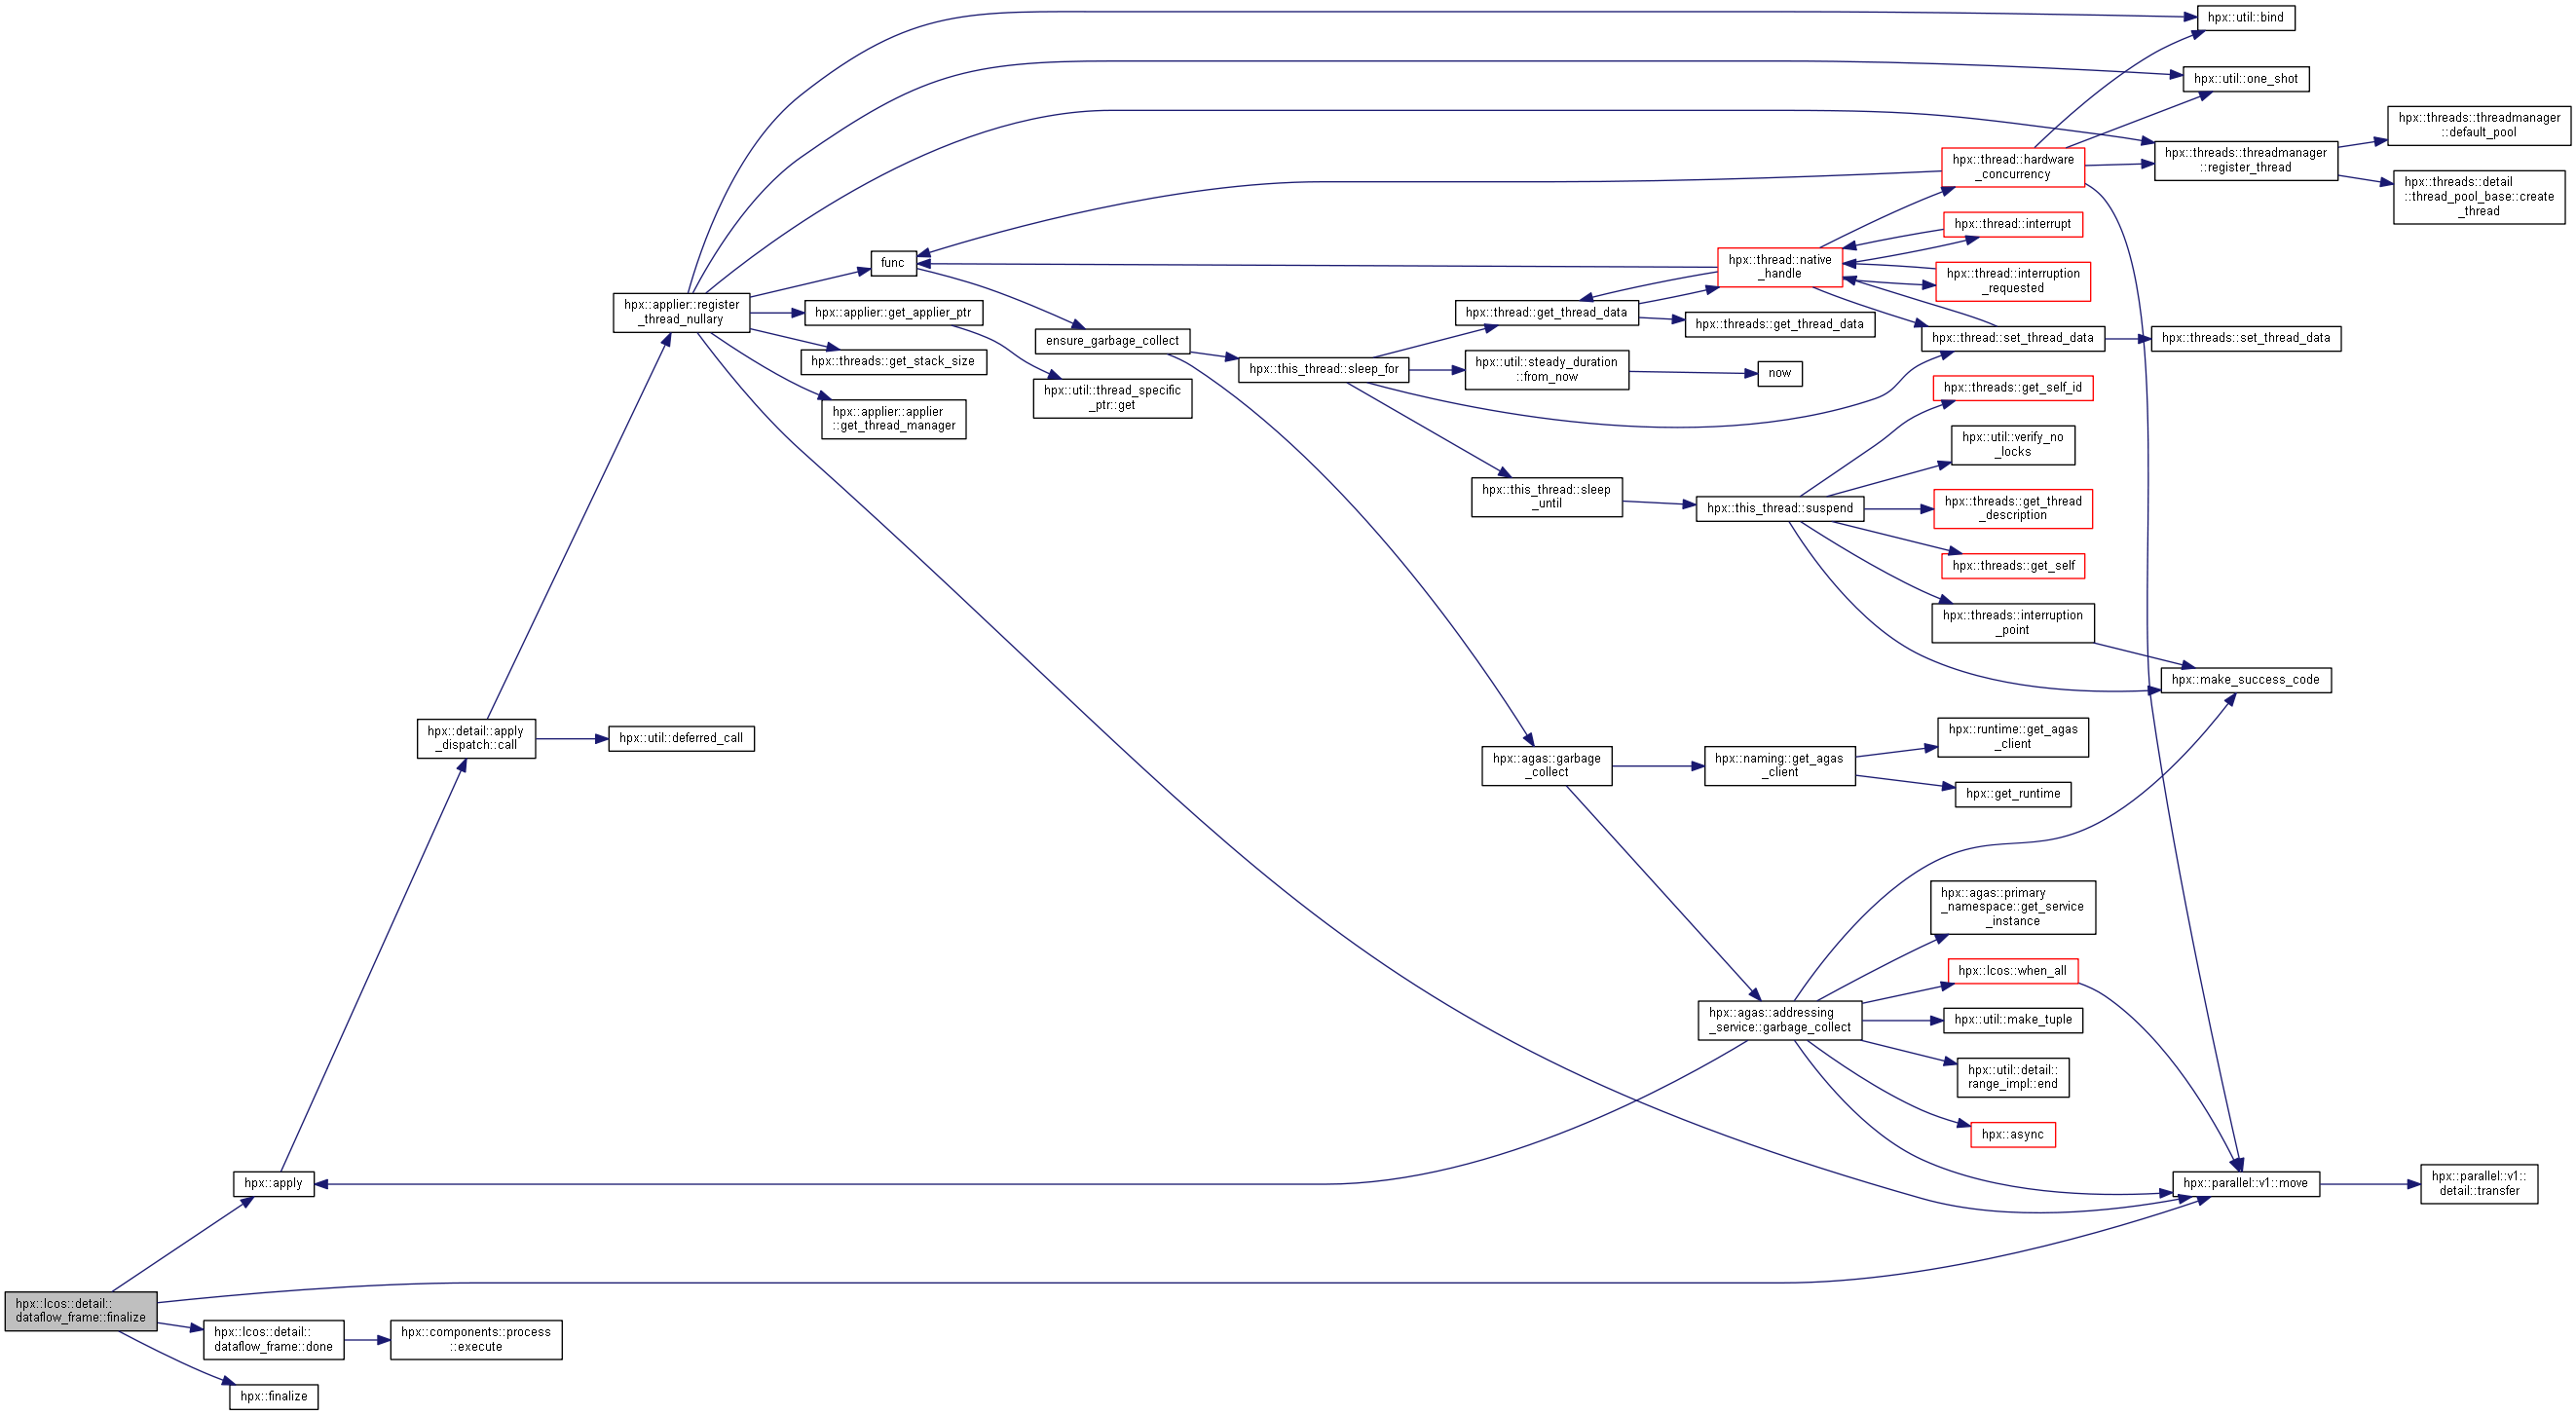 hpx::util::bind
hpx::util::one_shot
hpx::threads::threadmanager
::default_pool
hpx::thread::hardware
_concurrency
hpx::threads::threadmanager
::register_thread
hpx::threads::detail
::thread_pool_base::create
_thread
hpx::thread::interrupt
func
hpx::thread::native
_handle
hpx::thread::interruption
_requested
hpx::applier::register
_thread_nullary
hpx::applier::get_applier_ptr
hpx::thread::get_thread_data
hpx::threads::get_thread_data
ensure_garbage_collect
hpx::thread::set_thread_data
hpx::threads::set_thread_data
hpx::threads::get_stack_size
hpx::this_thread::sleep_for
hpx::util::steady_duration
::from_now
now
hpx::util::thread_specific
_ptr::get
hpx::threads::get_self_id
hpx::applier::applier
::get_thread_manager
hpx::util::verify_no
_locks
hpx::this_thread::sleep
_until
hpx::this_thread::suspend
hpx::threads::get_thread
_description
hpx::threads::get_self
hpx::threads::interruption
_point
hpx::make_success_code
hpx::detail::apply
_dispatch::call
hpx::util::deferred_call
hpx::agas::garbage
_collect
hpx::naming::get_agas
_client
hpx::runtime::get_agas
_client
hpx::get_runtime
hpx::agas::primary
_namespace::get_service
_instance
hpx::lcos::when_all
hpx::agas::addressing
_service::garbage_collect
hpx::util::make_tuple
hpx::util::detail::
range_impl::end
hpx::async
hpx::apply
hpx::parallel::v1::move
hpx::parallel::v1::
detail::transfer
hpx::lcos::detail::
dataflow_frame::finalize
hpx::lcos::detail::
dataflow_frame::done
hpx::components::process
::execute
hpx::finalize